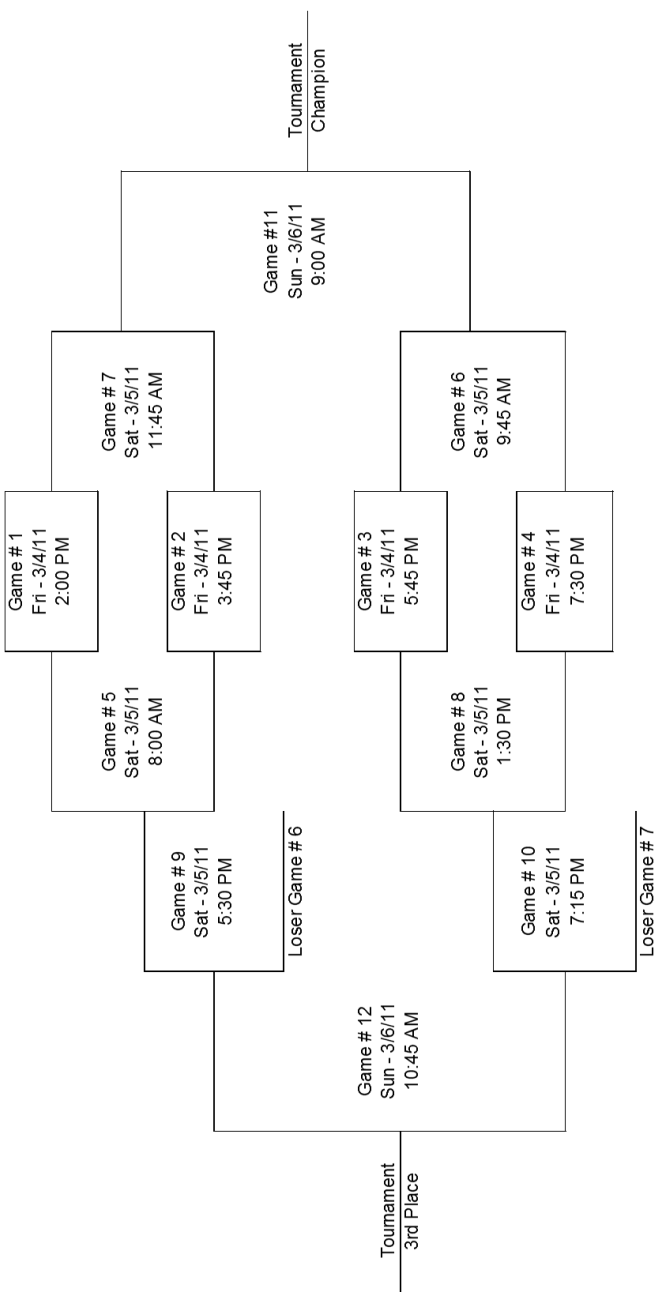 Tournament
3rd Place
Game # 12
Sun - 3/6/11
10:45 AM
Game # 9
Sat - 3/5/11
5:30 PM
Loser Game # 6
Game # 10
Sat - 3/5/11
7:15 PM
Loser Game # 7
Game # 5
Sat - 3/5/11
8:00 AM
Game # 8
Sat - 3/5/11
1:30 PM
Game # 1
Fri - 3/4/11
2:00 PM
Game # 2
Fri - 3/4/11
3:45 PM
Game # 3
Fri - 3/4/11
5:45 PM
Game # 4
Fri - 3/4/11
7:30 PM
Game # 7
Sat - 3/5/11
11:45 AM
Game # 6
Sat - 3/5/11
9:45 AM
Game #11
Sun - 3/6/11
9:00 AM
Tournament
Champion